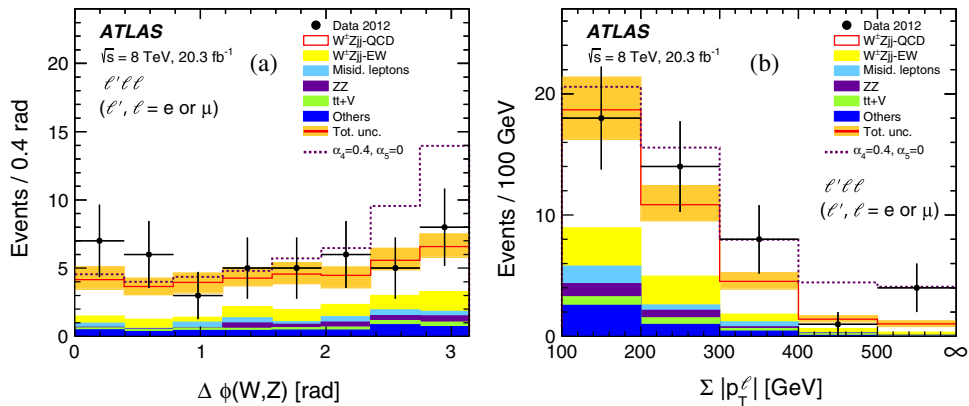 ATLAS
√s = 8 TeV, 20.3 fb⁻¹
(a)
ℓ'ℓℓ
(ℓ', ℓ = e or μ)
Data 2012
W±Zjj-QCD
W±Zjj-EW
Misid. leptons
ZZ
tt+V
Others
Tot. unc.
α₄=0.4, α₅=0
Events / 0.4 rad
20
15
10
5
0
0 1 2 3
Δ φ(W,Z) [rad]
ATLAS
√s = 8 TeV, 20.3 fb⁻¹
(b)
Data 2012
W±Zjj-QCD
W±Zjj-EW
Misid. leptons
ZZ
tt+V
Others
Tot. unc.
α₄=0.4, α₅=0
ℓ'ℓℓ
(ℓ', ℓ = e or μ)
Events / 100 GeV
20
10
0
100 200 300 400 500 ∞
Σ |p_T^ℓ| [GeV]